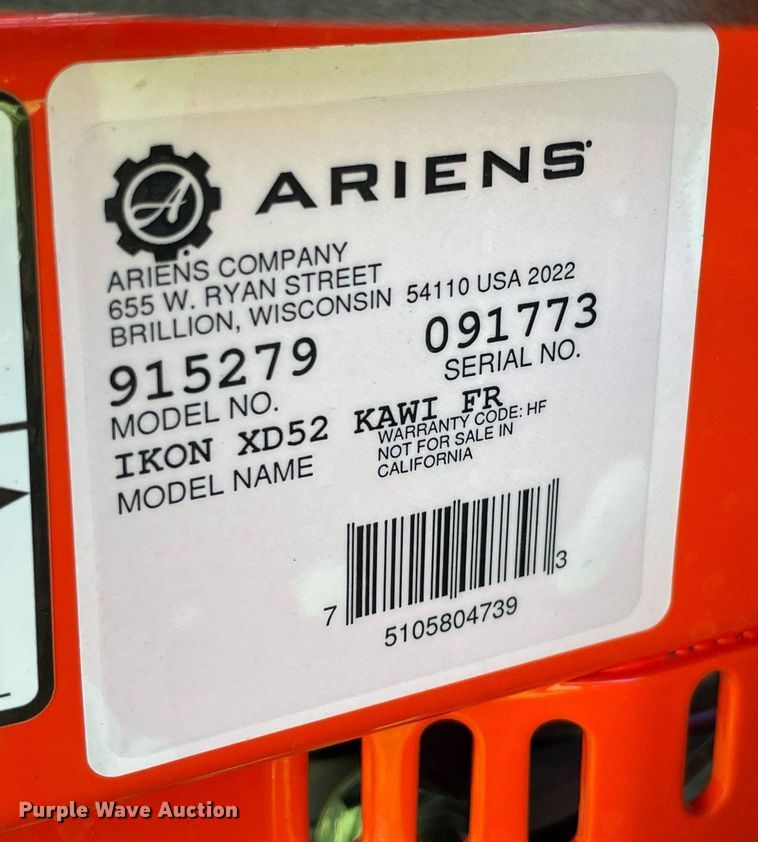 A ARIENS
ARIENS COMPANY
655 W. RYAN STREET
BRILLION, WISCONSIN 54110 USA 2022
915279 091773
MODEL NO. SERIAL NO.
IKON XD52 KAWI FR
MODEL NAME
WARRANTY CODE: HF
NOT FOR SALE IN
CALIFORNIA
7 5105804739 3
Purple Wave Auction